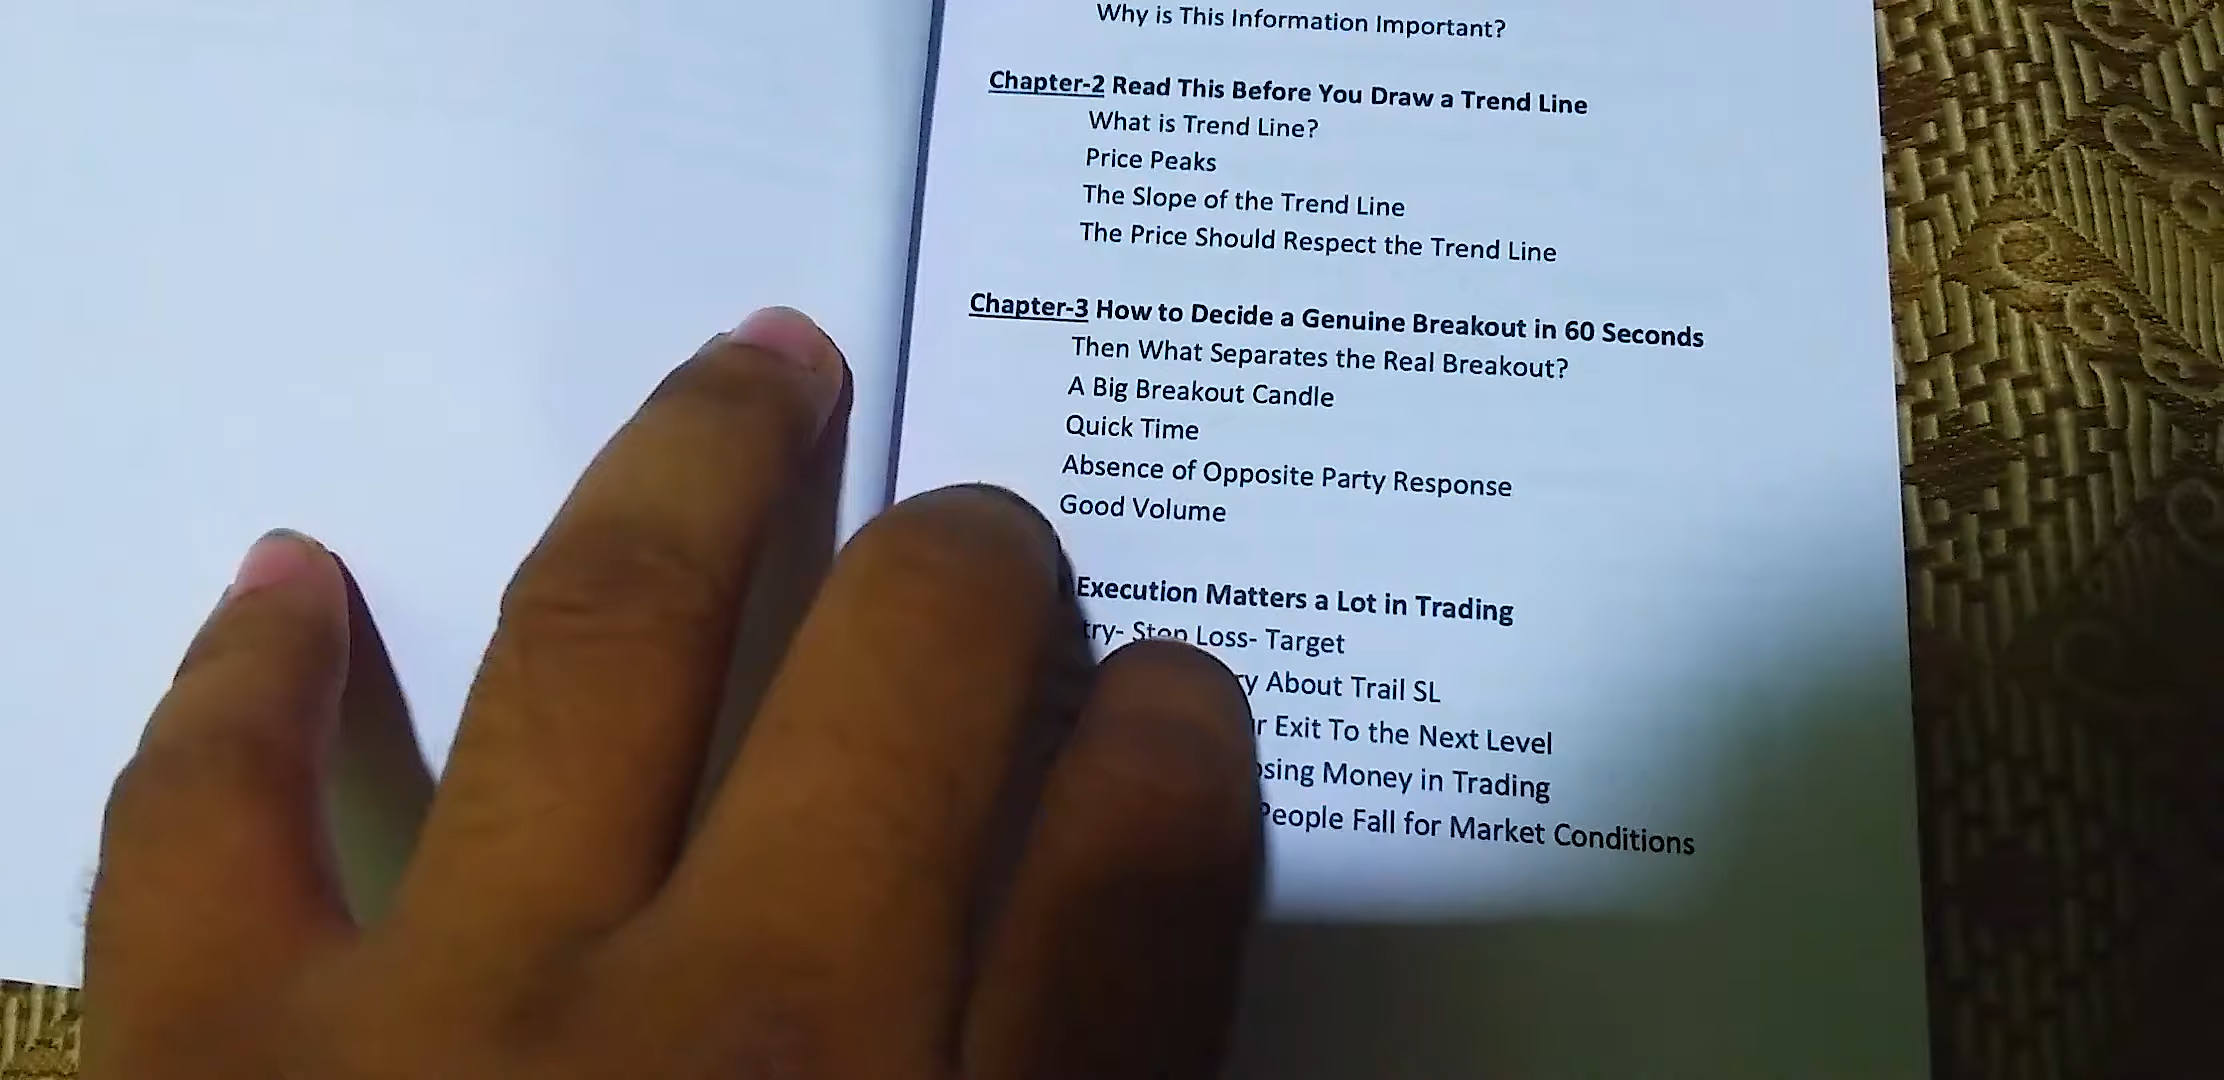 Why is This Information Important?
Chapter-2 Read This Before You Draw a Trend Line
What is Trend Line?
Price Peaks
The Slope of the Trend Line
The Price Should Respect the Trend Line
Chapter-3 How to Decide a Genuine Breakout in 60 Seconds
Then What Separates the Real Breakout?
A Big Breakout Candle
Quick Time
Absence of Opposite Party Response
Good Volume
Execution Matters a Lot in Trading
Stop Loss- Target
About Trail SL
Exit To the Next Level
Money in Trading
People Fall for Market Conditions